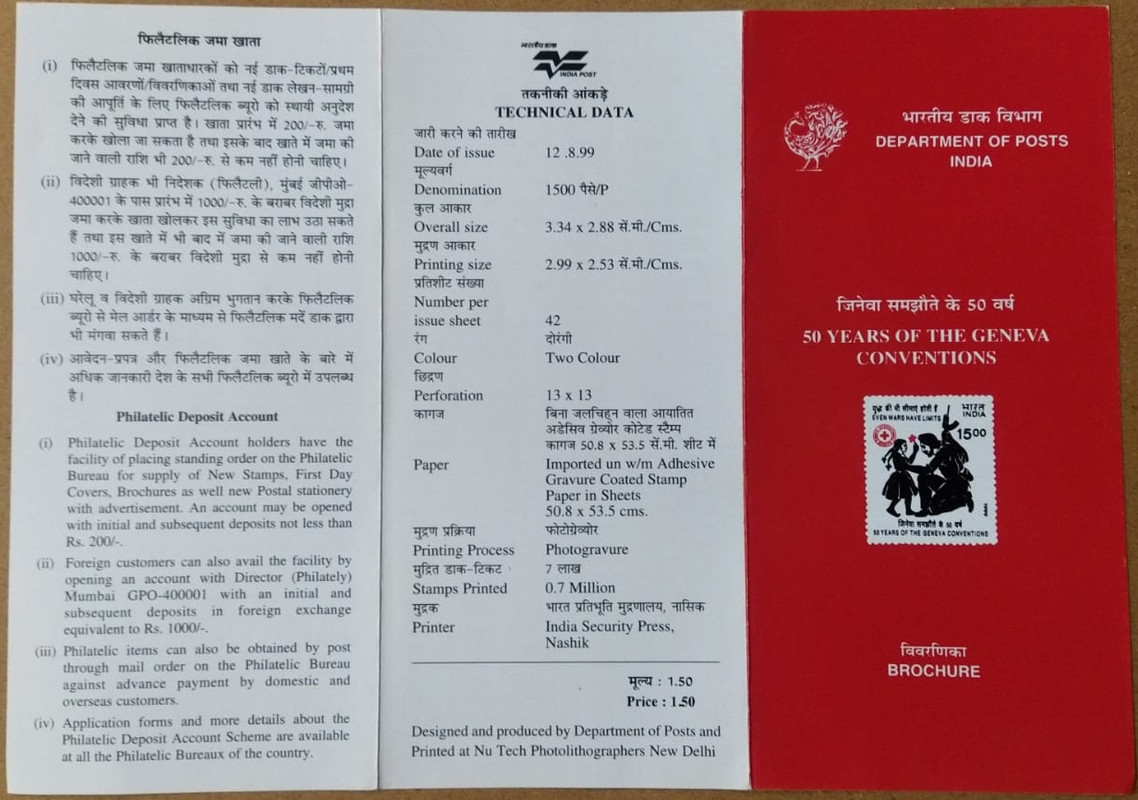 फिलैटलिक जमा खाता
(i) फिलैटलिक जमा खाताधारकों को नई डाक-टिकटों/प्रथम
दिवस आवरणों/विवरणिकाओं तथा नई डाक लेखन-सामग्री
की आपूर्ति के लिए फिलैटलिक ब्यूरो को स्थायी अनुदेश
देने की सुविधा प्राप्त है। खाता प्रारंभ में 200/-रु. जमा
करके खोला जा सकता है तथा इसके बाद खाते में जमा की
जाने वाली राशि भी 200/-रु. से कम नहीं होनी चाहिए।
(ii) विदेशी ग्राहक भी निदेशक (फिलैटली), मुंबई जीपीओ-
400001 के पास प्रारंभ में 1000/-रु. के बराबर विदेशी मुद्रा
जमा करके खाता खोलकर इस सुविधा का लाभ उठा सकते
हैं तथा इस खाते में भी बाद में जमा की जाने वाली राशि
1000/-रु. के बराबर विदेशी मुद्रा से कम नहीं होनी
चाहिए।
(iii) घरेलू व विदेशी ग्राहक अग्रिम भुगतान करके फिलैटलिक
ब्यूरो से मेल आर्डर के माध्यम से फिलैटलिक मदें डाक द्वारा
भी मंगवा सकते हैं।
(iv) आवेदन-प्रपत्र और फिलैटलिक जमा खाते के बारे में
अधिक जानकारी देश के सभी फिलैटलिक ब्यूरो में उपलब्ध
है।
Philatelic Deposit Account
(i) Philatelic Deposit Account holders have the
facility of placing standing order on the Philatelic
Bureau for supply of New Stamps, First Day
Covers, Brochures as well new Postal stationery
with advertisement. An account may be opened
with initial and subsequent deposits not less than
Rs. 200/-.
(ii) Foreign customers can also avail the facility by
opening an account with Director (Philately)
Mumbai GPO-400001 with an initial and
subsequent deposits in foreign exchange
equivalent to Rs. 1000/-.
(iii) Philatelic items can also be obtained by post
through mail order on the Philatelic Bureau
against advance payment by domestic and
overseas customers.
(iv) Application forms and more details about the
Philatelic Deposit Account Scheme are available
at all the Philatelic Bureaux of the country.
भारतीय डाक
INDIA POST
तकनीकी आंकड़े
TECHNICAL DATA
जारी करने की तारीख
Date of issue 12 .8.99
मूल्यवर्ग
Denomination 1500 पैसे/P
कुल आकार
Overall size 3.34 x 2.88 सें.मी./Cms.
मुद्रण आकार
Printing size 2.99 x 2.53 सें.मी./Cms.
प्रतिशीट संख्या
Number per
issue sheet 42
रंग दोरंगी
Colour Two Colour
छिद्रण
Perforation 13 x 13
कागज बिना जलचिह्न वाला आयातित
अडेसिव ग्रेव्योर कोटेड स्टैम्प
कागज 50.8 x 53.5 सें.मी. शीट में
Paper Imported un w/m Adhesive
Gravure Coated Stamp
Paper in Sheets
50.8 x 53.5 cms.
मुद्रण प्रक्रिया फोटोग्रेव्योर
Printing Process Photogravure
मुद्रित डाक-टिकट 7 लाख
Stamps Printed 0.7 Million
मुद्रक भारत प्रतिभूति मुद्रणालय, नासिक
Printer India Security Press,
Nashik
मूल्य : 1.50
Price : 1.50
Designed and produced by Department of Posts and
Printed at Nu Tech Photolithographers New Delhi
भारतीय डाक विभाग
DEPARTMENT OF POSTS
INDIA
जिनेवा समझौते के 50 वर्ष
50 YEARS OF THE GENEVA
CONVENTIONS
युद्ध की भी सीमाएं होती हैं
EVEN WARS HAVE LIMITS
भारत
INDIA
1500
1999
जिनेवा समझौते के 50 वर्ष
50 YEARS OF THE GENEVA CONVENTIONS
विवरणिका
BROCHURE